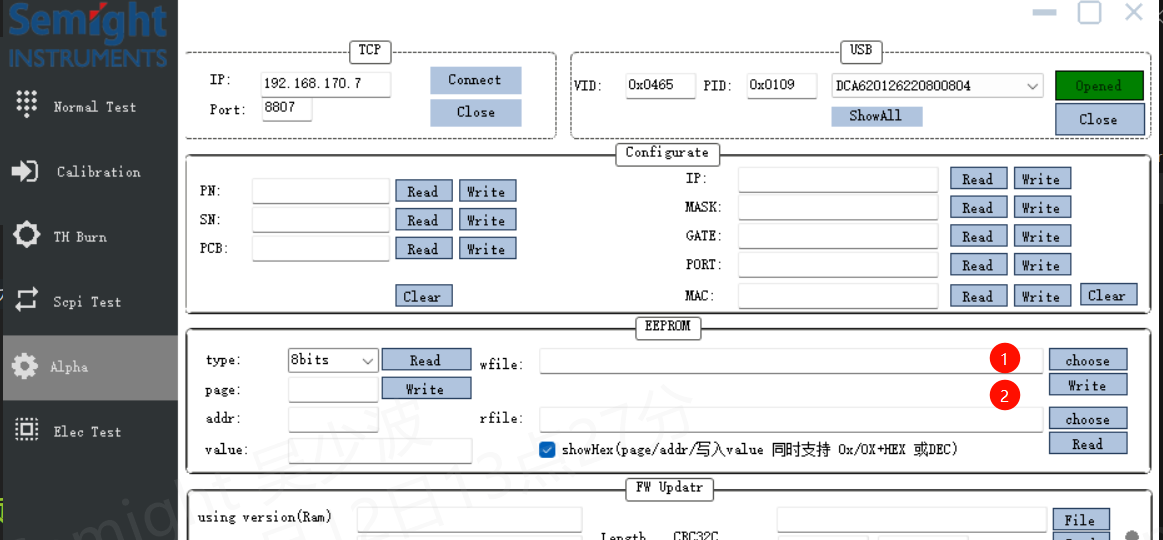 Semight
INSTRUMENTS
Normal Test
Calibration
TH Burn
Scpi Test
Alpha
Elec Test
TCP
IP: 192.168.170.7 Connect
Port: 8807 Close
USB
VID: 0x0465 PID: 0x0109 DCA620126220800804 Opened
ShowAll Close
Configurate
PN: Read Write
SN: Read Write
PCB: Read Write
Clear
IP: Read Write
MASK: Read Write
GATE: Read Write
PORT: Read Write
MAC: Read Write Clear
EEPROM
type: 8bits Read
page: Write
addr:
value:
wfile: 1 choose
2 Write
rfile: choose
Read
showHex(page/addr/写入value 同时支持 0x/0X+HEX 或DEC)
FW Updatr
using version(Ram) File
Length CRC32C